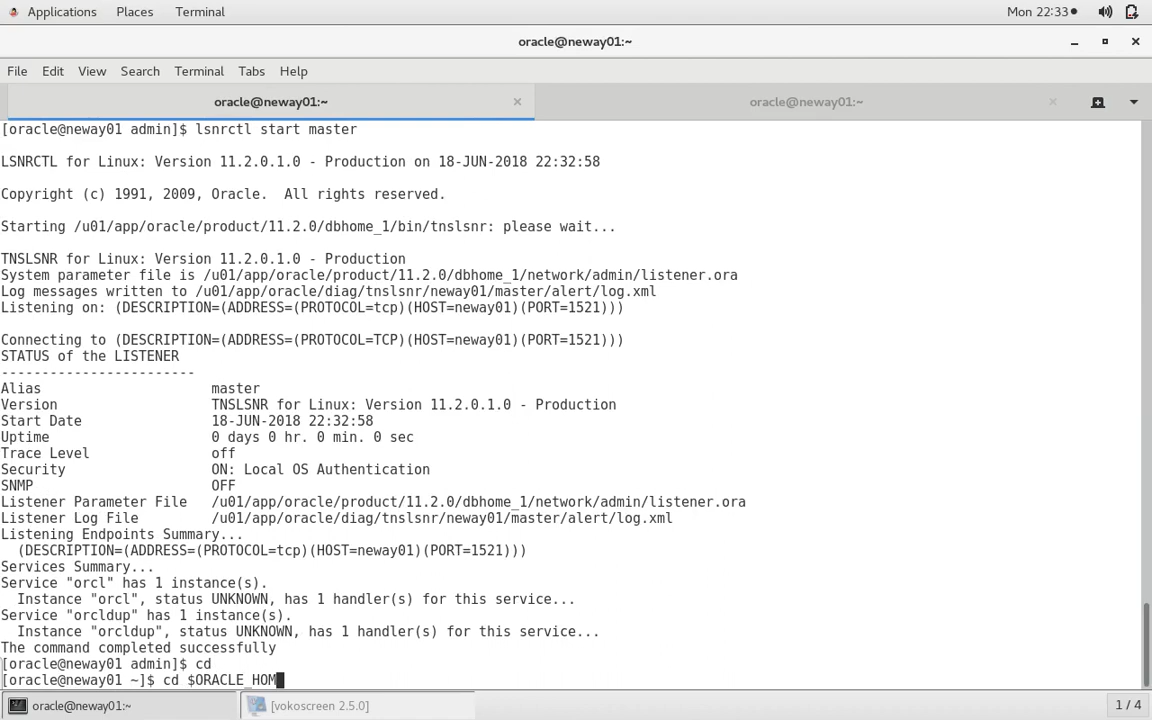 Applications Places Terminal Mon 22:33
oracle@neway01:~
File Edit View Search Terminal Tabs Help
oracle@neway01:~ oracle@neway01:~
[oracle@neway01 admin]$ lsnrctl start master
LSNRCTL for Linux: Version 11.2.0.1.0 - Production on 18-JUN-2018 22:32:58
Copyright (c) 1991, 2009, Oracle.  All rights reserved.
Starting /u01/app/oracle/product/11.2.0/dbhome_1/bin/tnslsnr: please wait...
TNSLSNR for Linux: Version 11.2.0.1.0 - Production
System parameter file is /u01/app/oracle/product/11.2.0/dbhome_1/network/admin/listener.ora
Log messages written to /u01/app/oracle/diag/tnslsnr/neway01/master/alert/log.xml
Listening on: (DESCRIPTION=(ADDRESS=(PROTOCOL=tcp)(HOST=neway01)(PORT=1521)))
Connecting to (DESCRIPTION=(ADDRESS=(PROTOCOL=TCP)(HOST=neway01)(PORT=1521)))
STATUS of the LISTENER
------------------------
Alias                     master
Version                   TNSLSNR for Linux: Version 11.2.0.1.0 - Production
Start Date                18-JUN-2018 22:32:58
Uptime                    0 days 0 hr. 0 min. 0 sec
Trace Level               off
Security                  ON: Local OS Authentication
SNMP                      OFF
Listener Parameter File   /u01/app/oracle/product/11.2.0/dbhome_1/network/admin/listener.ora
Listener Log File         /u01/app/oracle/diag/tnslsnr/neway01/master/alert/log.xml
Listening Endpoints Summary...
  (DESCRIPTION=(ADDRESS=(PROTOCOL=tcp)(HOST=neway01)(PORT=1521)))
Services Summary...
Service "orcl" has 1 instance(s).
  Instance "orcl", status UNKNOWN, has 1 handler(s) for this service...
Service "orcldup" has 1 instance(s).
  Instance "orcldup", status UNKNOWN, has 1 handler(s) for this service...
The command completed successfully
[oracle@neway01 admin]$ cd
[oracle@neway01 ~]$ cd $ORACLE_HOM
oracle@neway01:~ [vokoscreen 2.5.0] 1 / 4